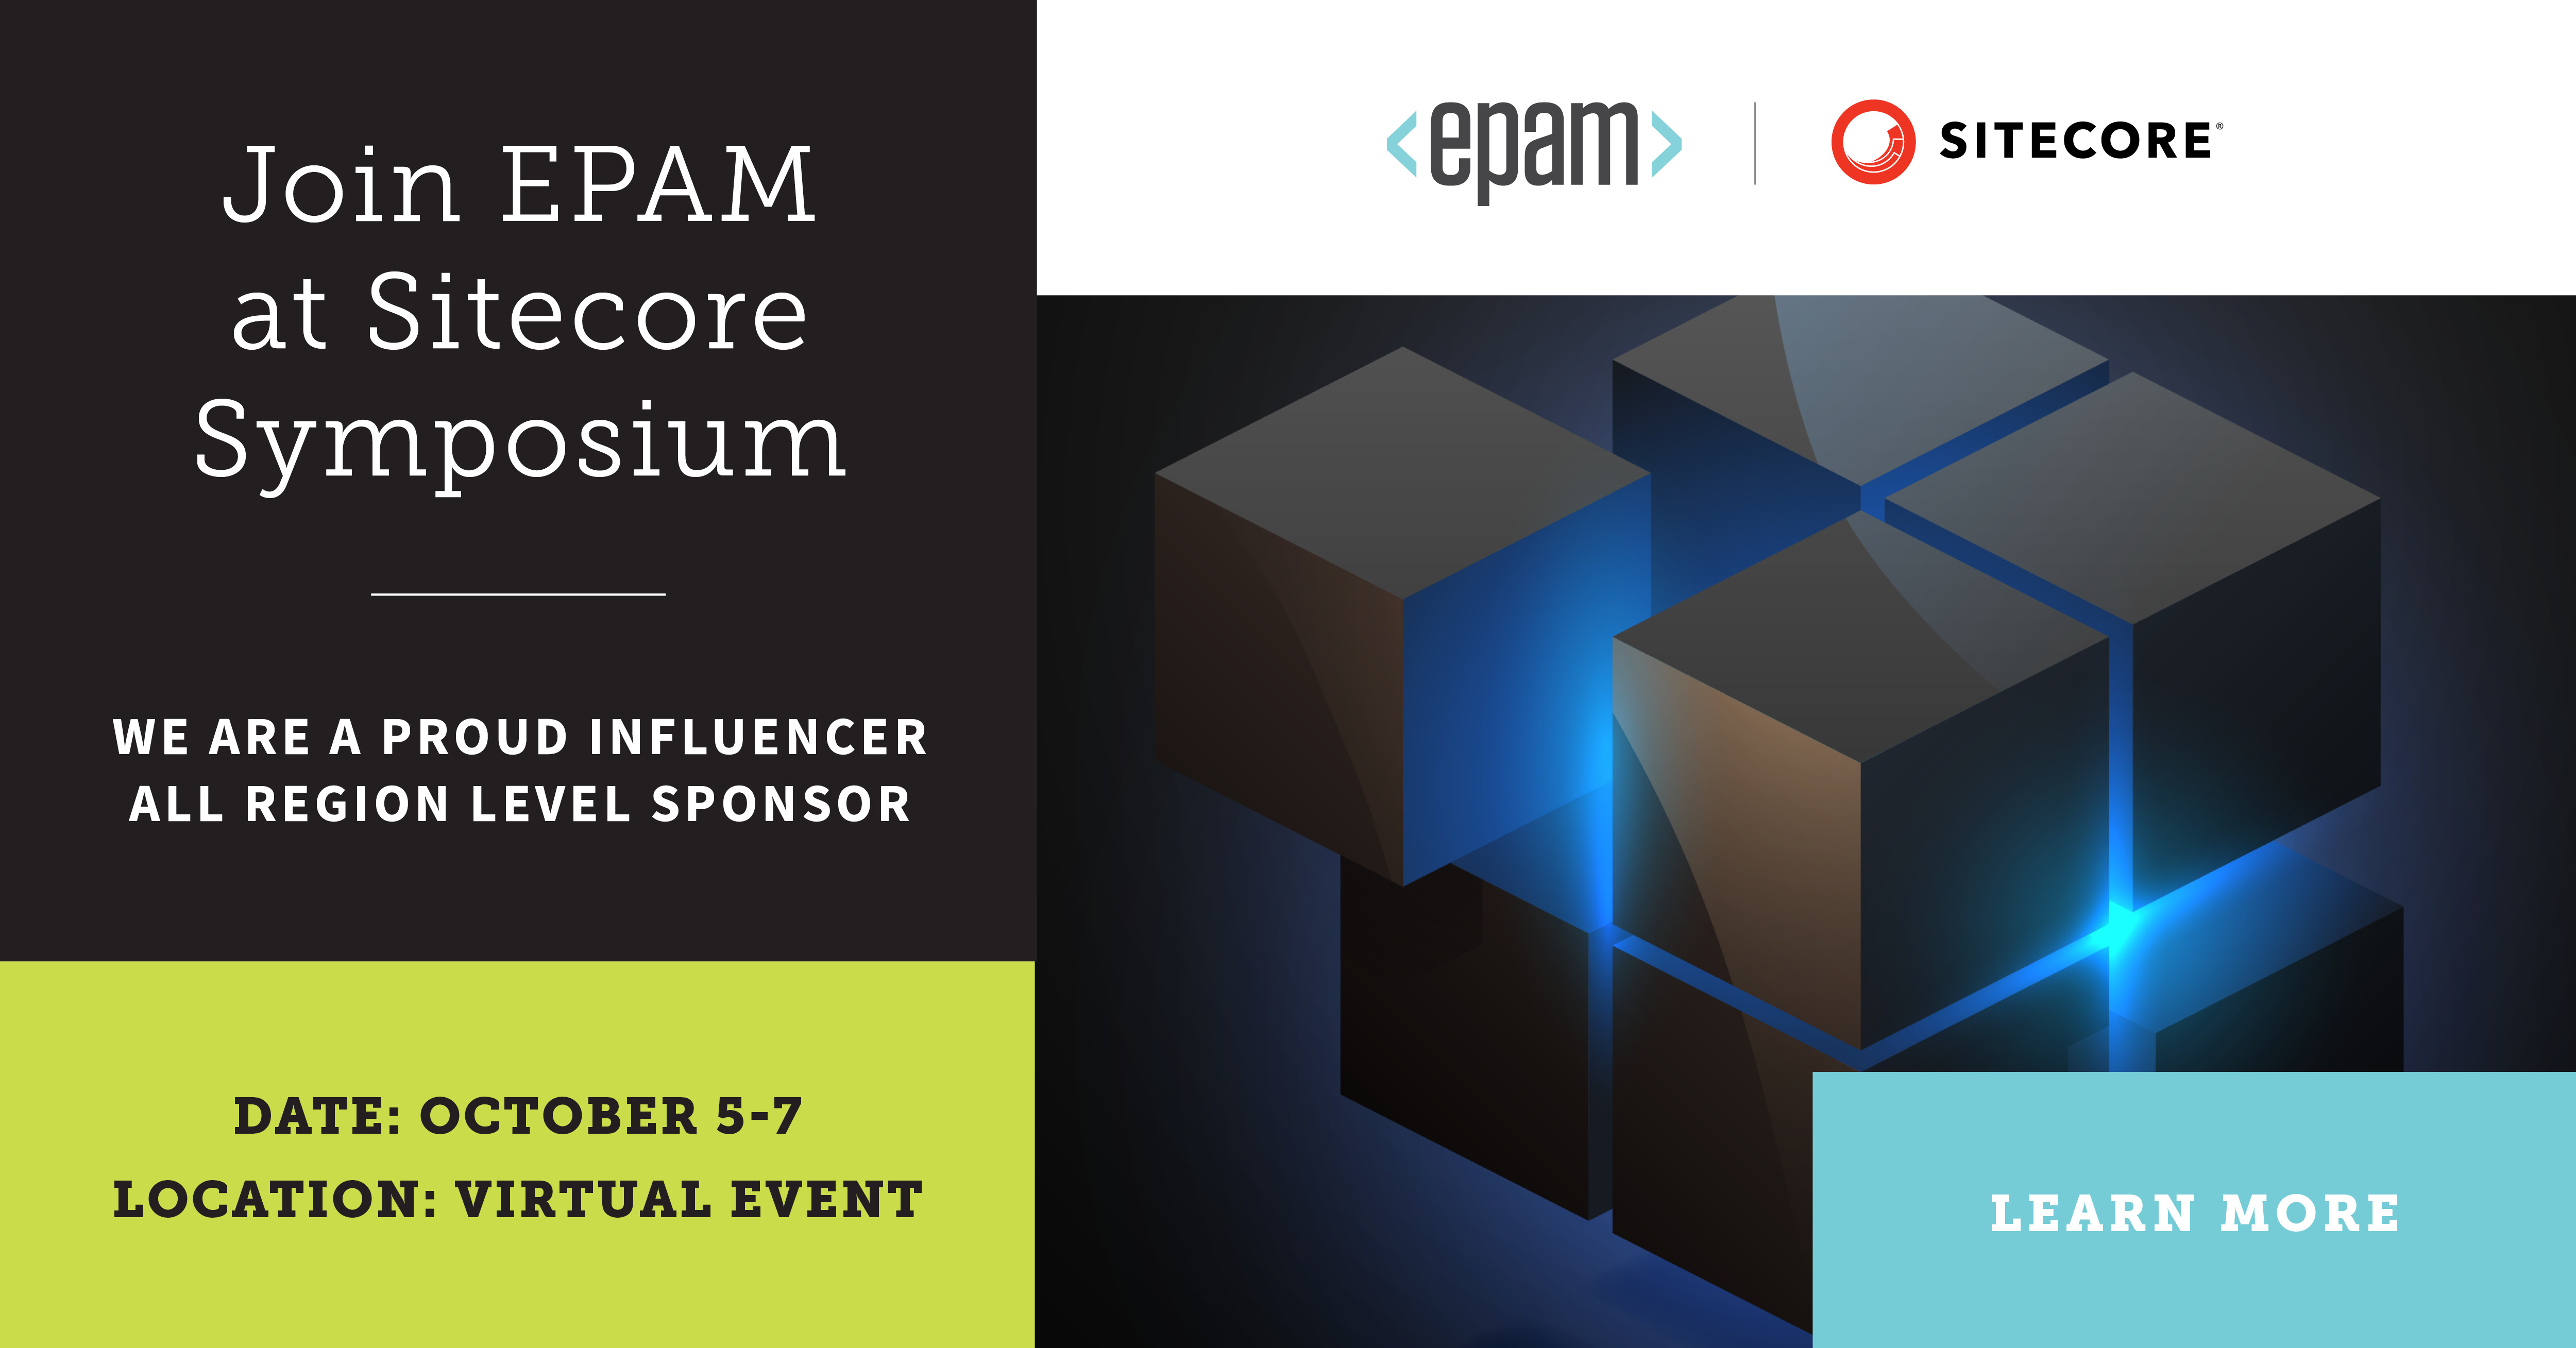 Join EPAM
at Sitecore
Symposium
WE ARE A PROUD INFLUENCER
ALL REGION LEVEL SPONSOR
DATE: OCTOBER 5-7
LOCATION: VIRTUAL EVENT
<epam> | SITECORE®
LEARN MORE